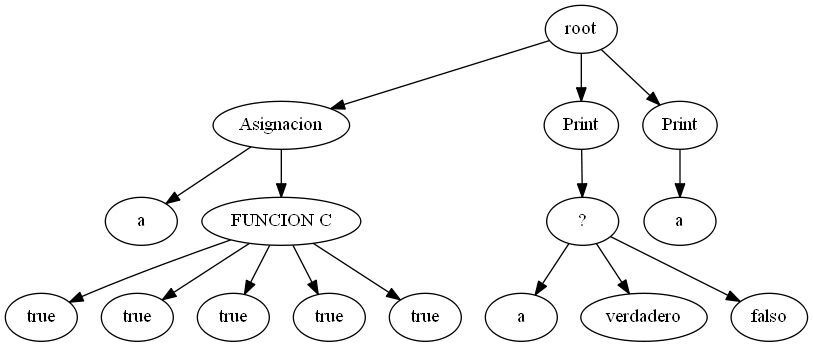 root
Asignacion
Print
Print
a
FUNCION C
?
a
true
true
true
true
true
a
verdadero
falso